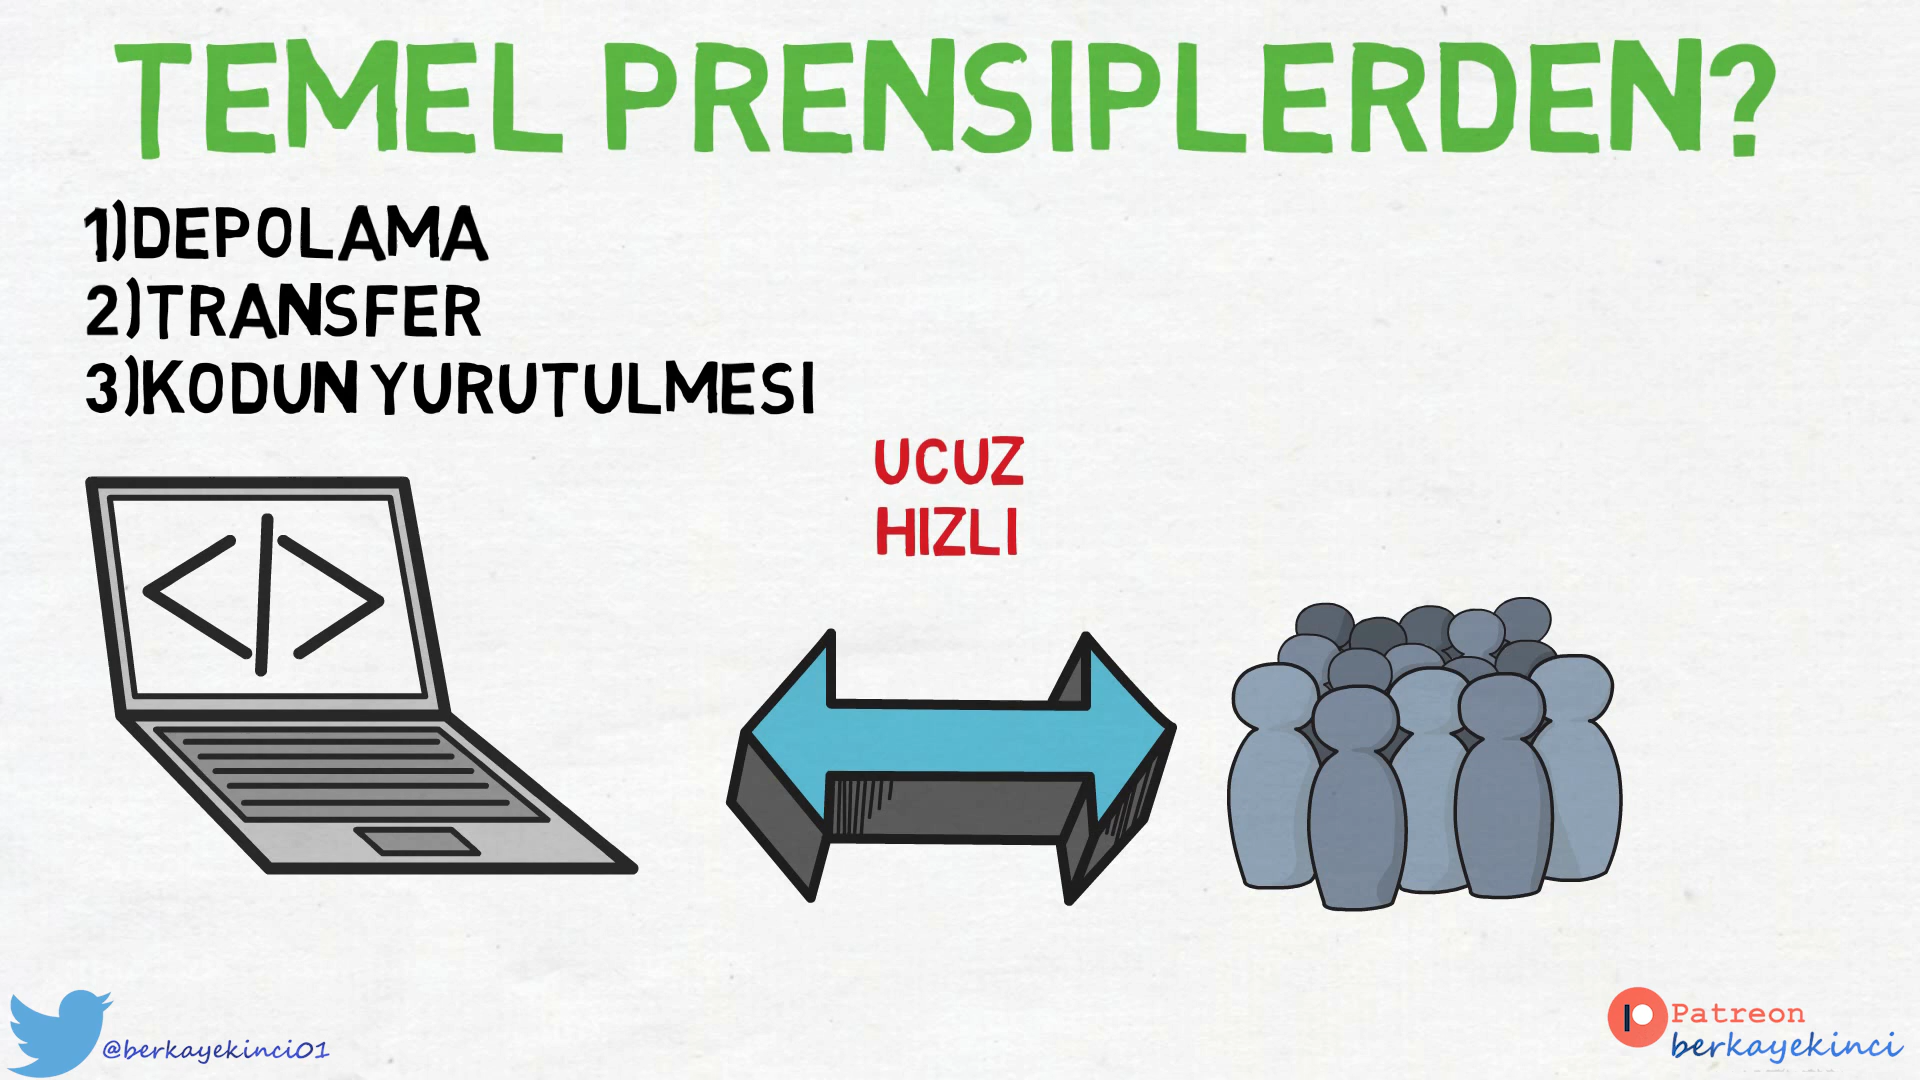 TEMEL PRENSIPLERDEN?
1)DEPOLAMA
2)TRANSFER
3)KODUN YURUTULMESI
UCUZ
HIZLI
</>
@berkayekinci01
Patreon
berkayekinci